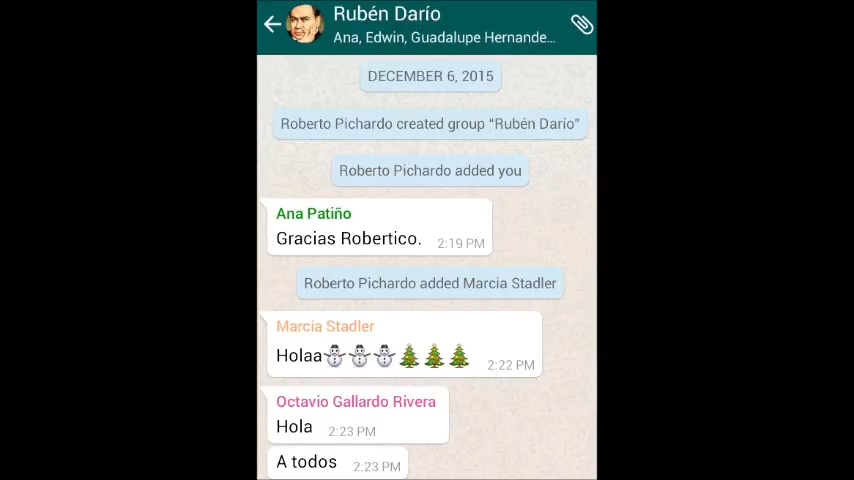 Rubén Darío
Ana, Edwin, Guadalupe Hernande...
DECEMBER 6, 2015
Roberto Pichardo created group “Rubén Darío”
Roberto Pichardo added you
Ana Patiño
Gracias Robertico. 2:19 PM
Roberto Pichardo added Marcia Stadler
Marcia Stadler
Holaa⛄⛄⛄🎄🎄🎄 2:22 PM
Octavio Gallardo Rivera
Hola 2:23 PM
A todos 2:23 PM